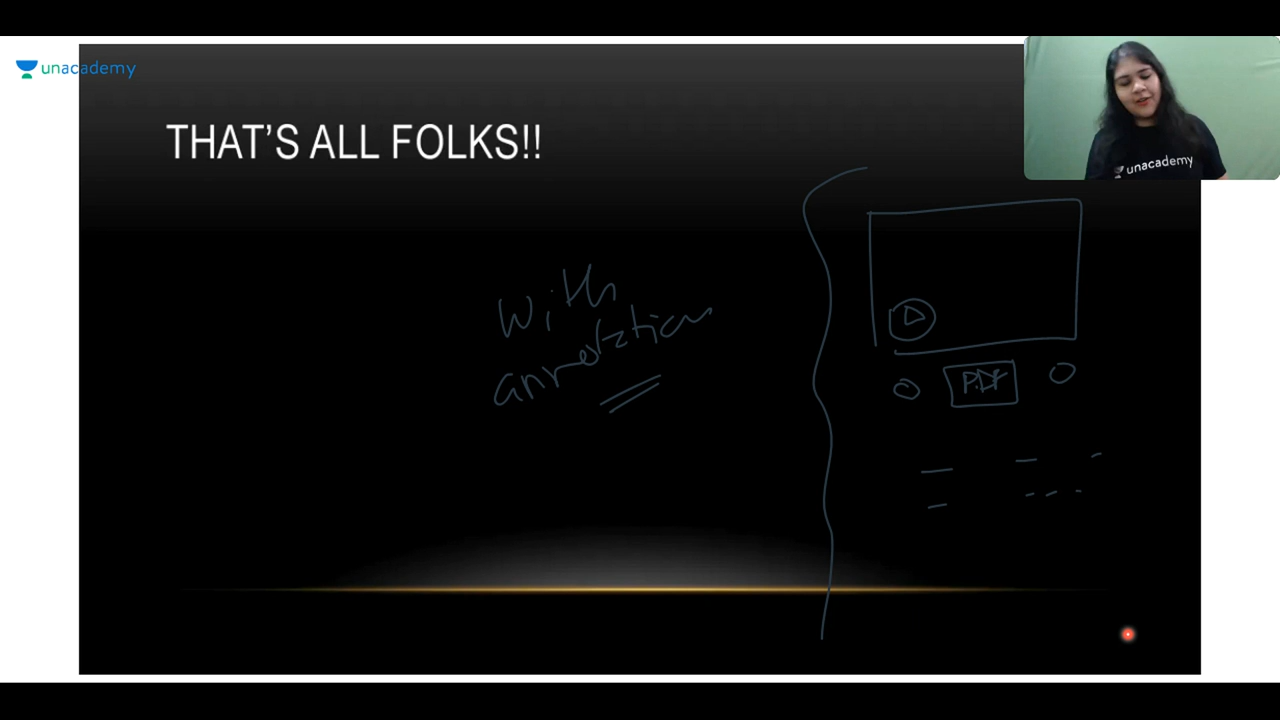 unacademy
THAT'S ALL FOLKS!!
unacademy
with
annotation
PDF